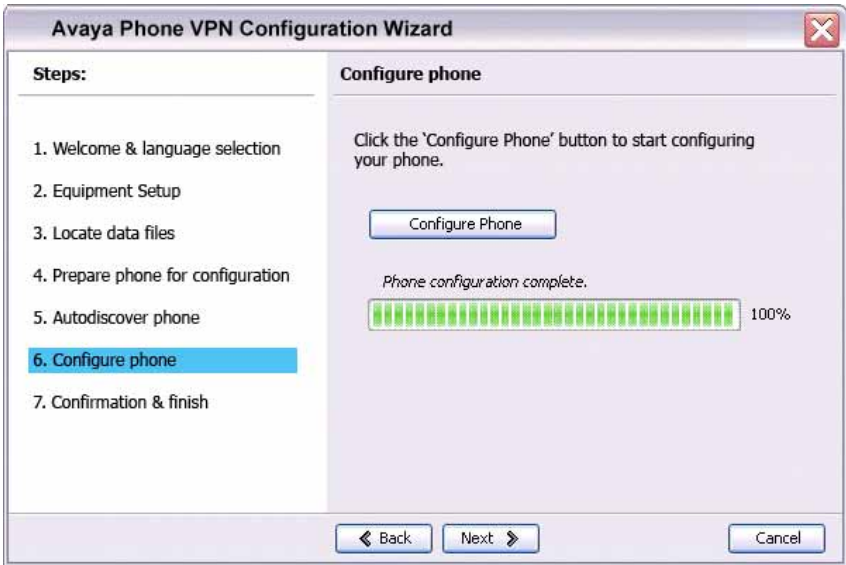 Avaya Phone VPN Configuration Wizard
Steps:
1. Welcome & language selection
2. Equipment Setup
3. Locate data files
4. Prepare phone for configuration
5. Autodiscover phone
6. Configure phone
7. Confirmation & finish
Configure phone
Click the ‘Configure Phone’ button to start configuring
your phone.
Configure Phone
Phone configuration complete.
100%
Back
Next
Cancel